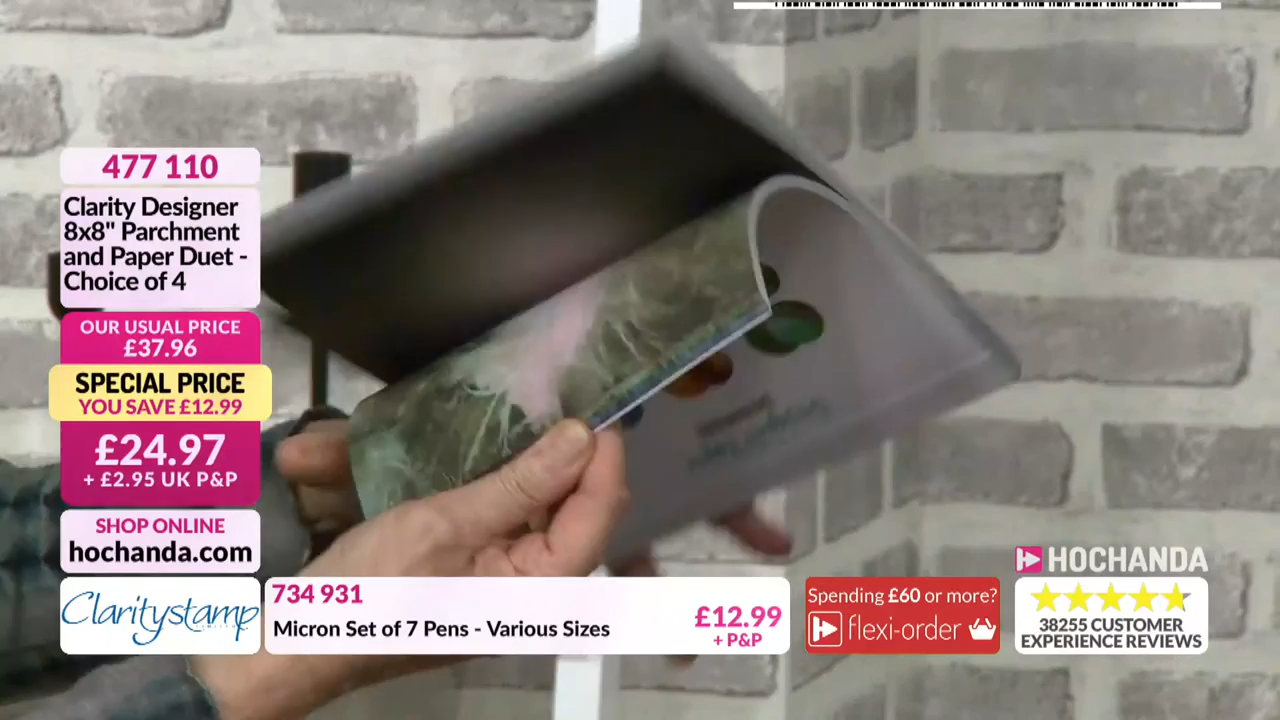 477 110
Clarity Designer
8x8" Parchment
and Paper Duet -
Choice of 4
OUR USUAL PRICE
£37.96
SPECIAL PRICE
YOU SAVE £12.99
£24.97
+ £2.95 UK P&P
SHOP ONLINE
hochanda.com
Claritystamp
734 931
Micron Set of 7 Pens - Various Sizes
£12.99
+ P&P
Spending £60 or more?
flexi-order
HOCHANDA
38255 CUSTOMER
EXPERIENCE REVIEWS